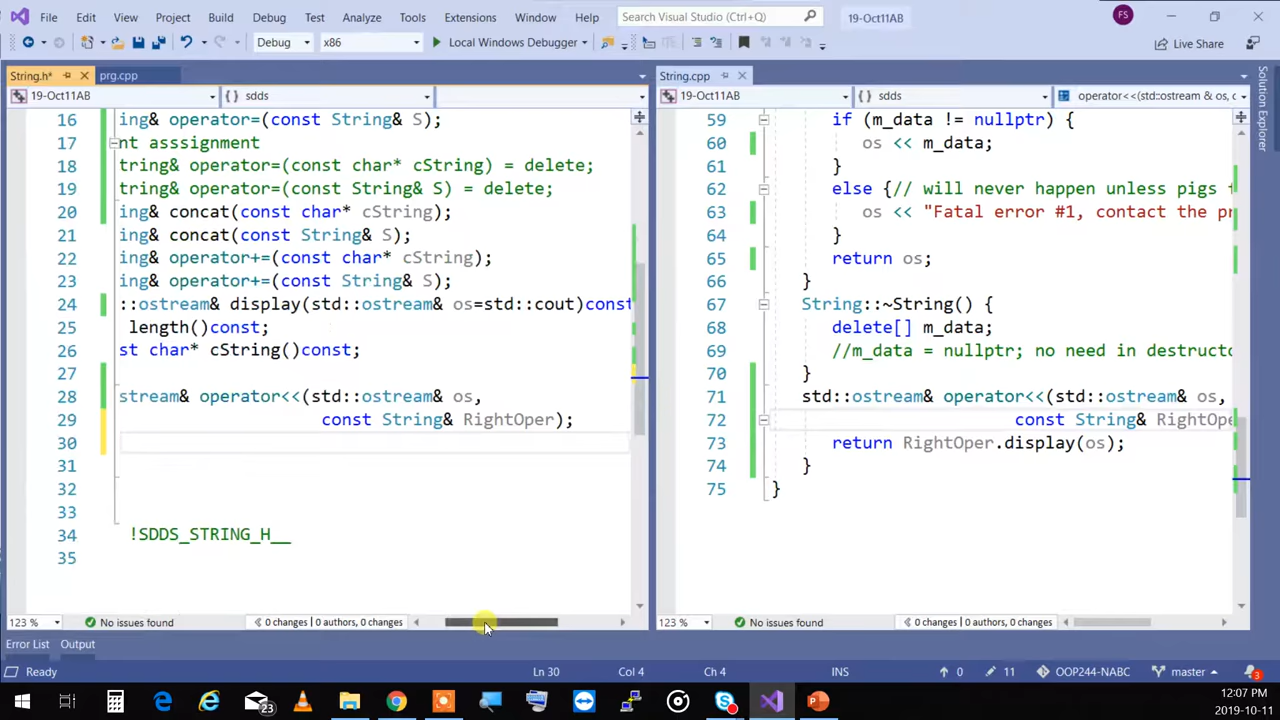 File Edit View Project Build Debug Test Analyze Tools Extensions Window Help Search Visual Studio (Ctrl+Q) 19-Oct11AB FS
Debug x86 Local Windows Debugger Live Share
String.h* prg.cpp
19-Oct11AB sdds
16 ing& operator=(const String& S);
17 nt asssignment
18 tring& operator=(const char* cString) = delete;
19 tring& operator=(const String& S) = delete;
20 ing& concat(const char* cString);
21 ing& concat(const String& S);
22 ing& operator+=(const char* cString);
23 ing& operator+=(const String& S);
24 ::ostream& display(std::ostream& os=std::cout)const
25 length()const;
26 st char* cString()const;
27
28 stream& operator<<(std::ostream& os,
29 const String& RightOper);
30
31
32
33
34 !SDDS_STRING_H__
35
123 % No issues found 0 changes | 0 authors, 0 changes
String.cpp
19-Oct11AB sdds operator<<(std::ostream & os, c
59 if (m_data != nullptr) {
60 os << m_data;
61 }
62 else {// will never happen unless pigs
63 os << "Fatal error #1, contact the pr
64 }
65 return os;
66 }
67 String::~String() {
68 delete[] m_data;
69 //m_data = nullptr; no need in destructo
70 }
71 std::ostream& operator<<(std::ostream& os,
72 const String& RightOpe
73 return RightOper.display(os);
74 }
75 }
123 % No issues found 0 changes | 0 authors, 0 changes
Solution Explorer
Error List Output
Ready Ln 30 Col 4 Ch 4 INS 0 11 OOP244-NABC master 3
23 12:07 PM
2019-10-11